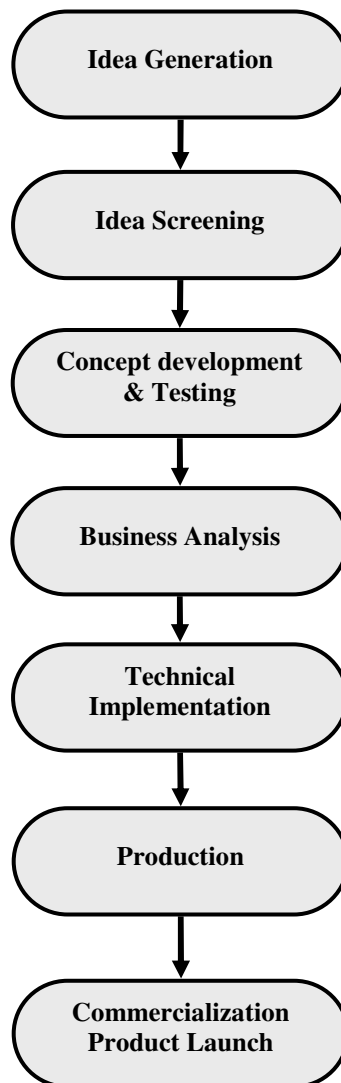 Idea Generation
Idea Screening
Concept development
& Testing
Business Analysis
Technical
Implementation
Production
Commercialization
Product Launch